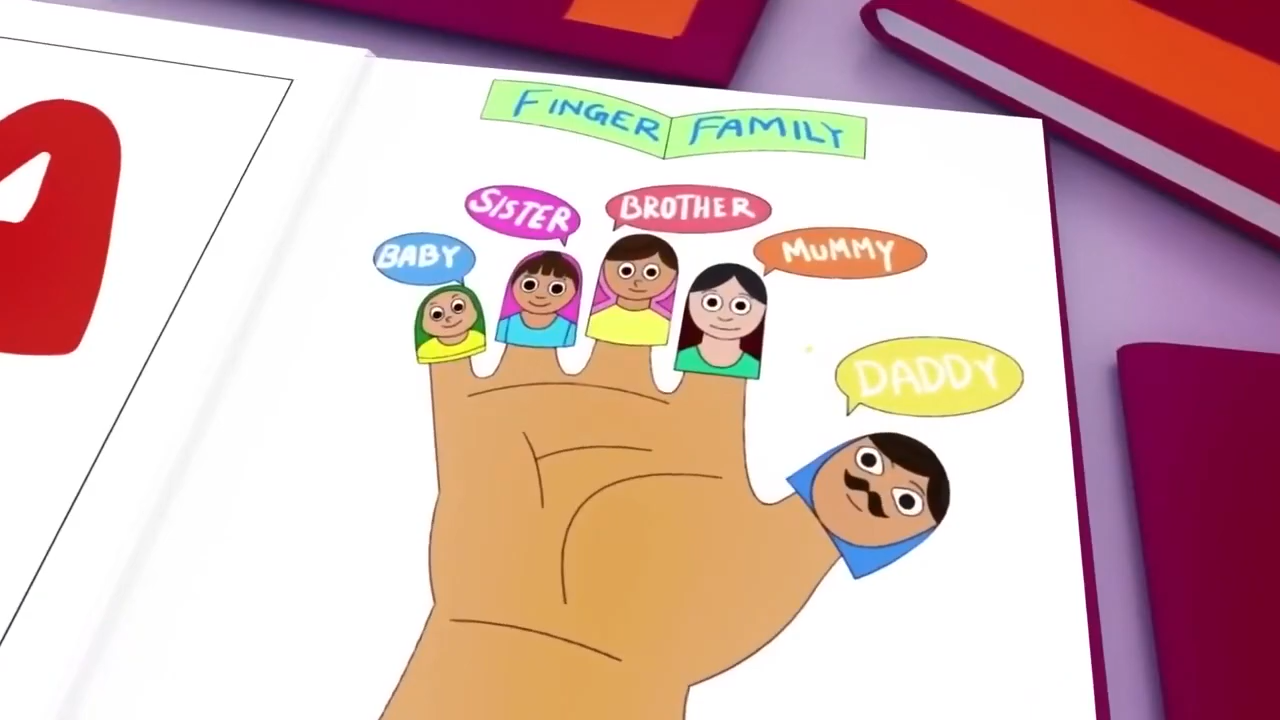 FINGER FAMILY
SISTER
BROTHER
BABY
MUMMY
DADDY